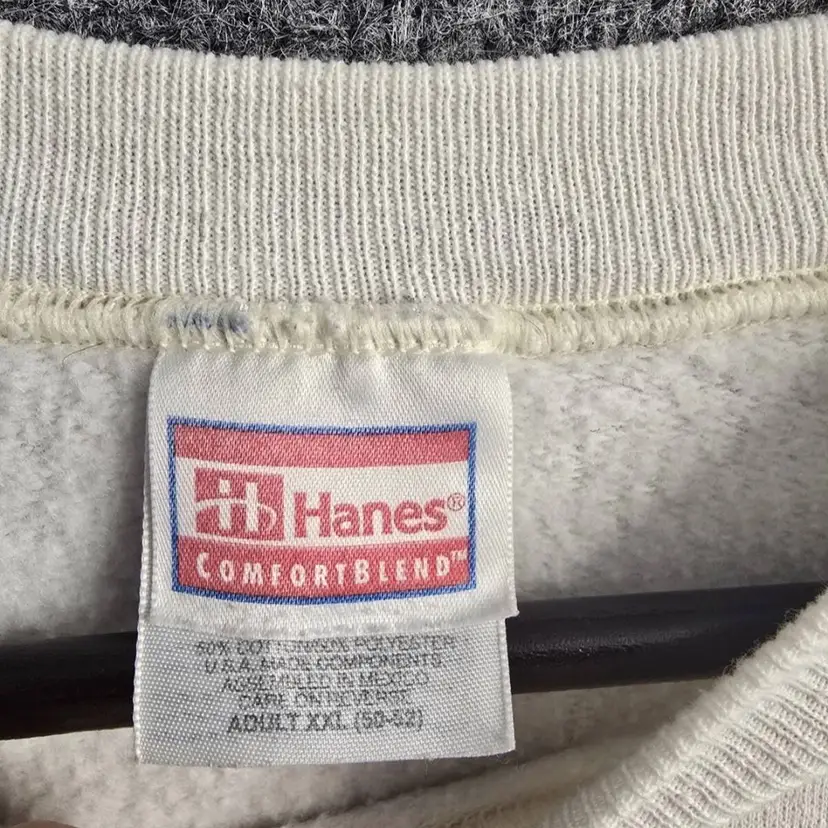 H Hanes®
COMFORTBLEND™
50% COTTON/50% POLYESTER
U.S.A. MADE COMPONENTS
ASSEMBLED IN MEXICO
CARE ON REVERSE
ADULT XXL (50-52)